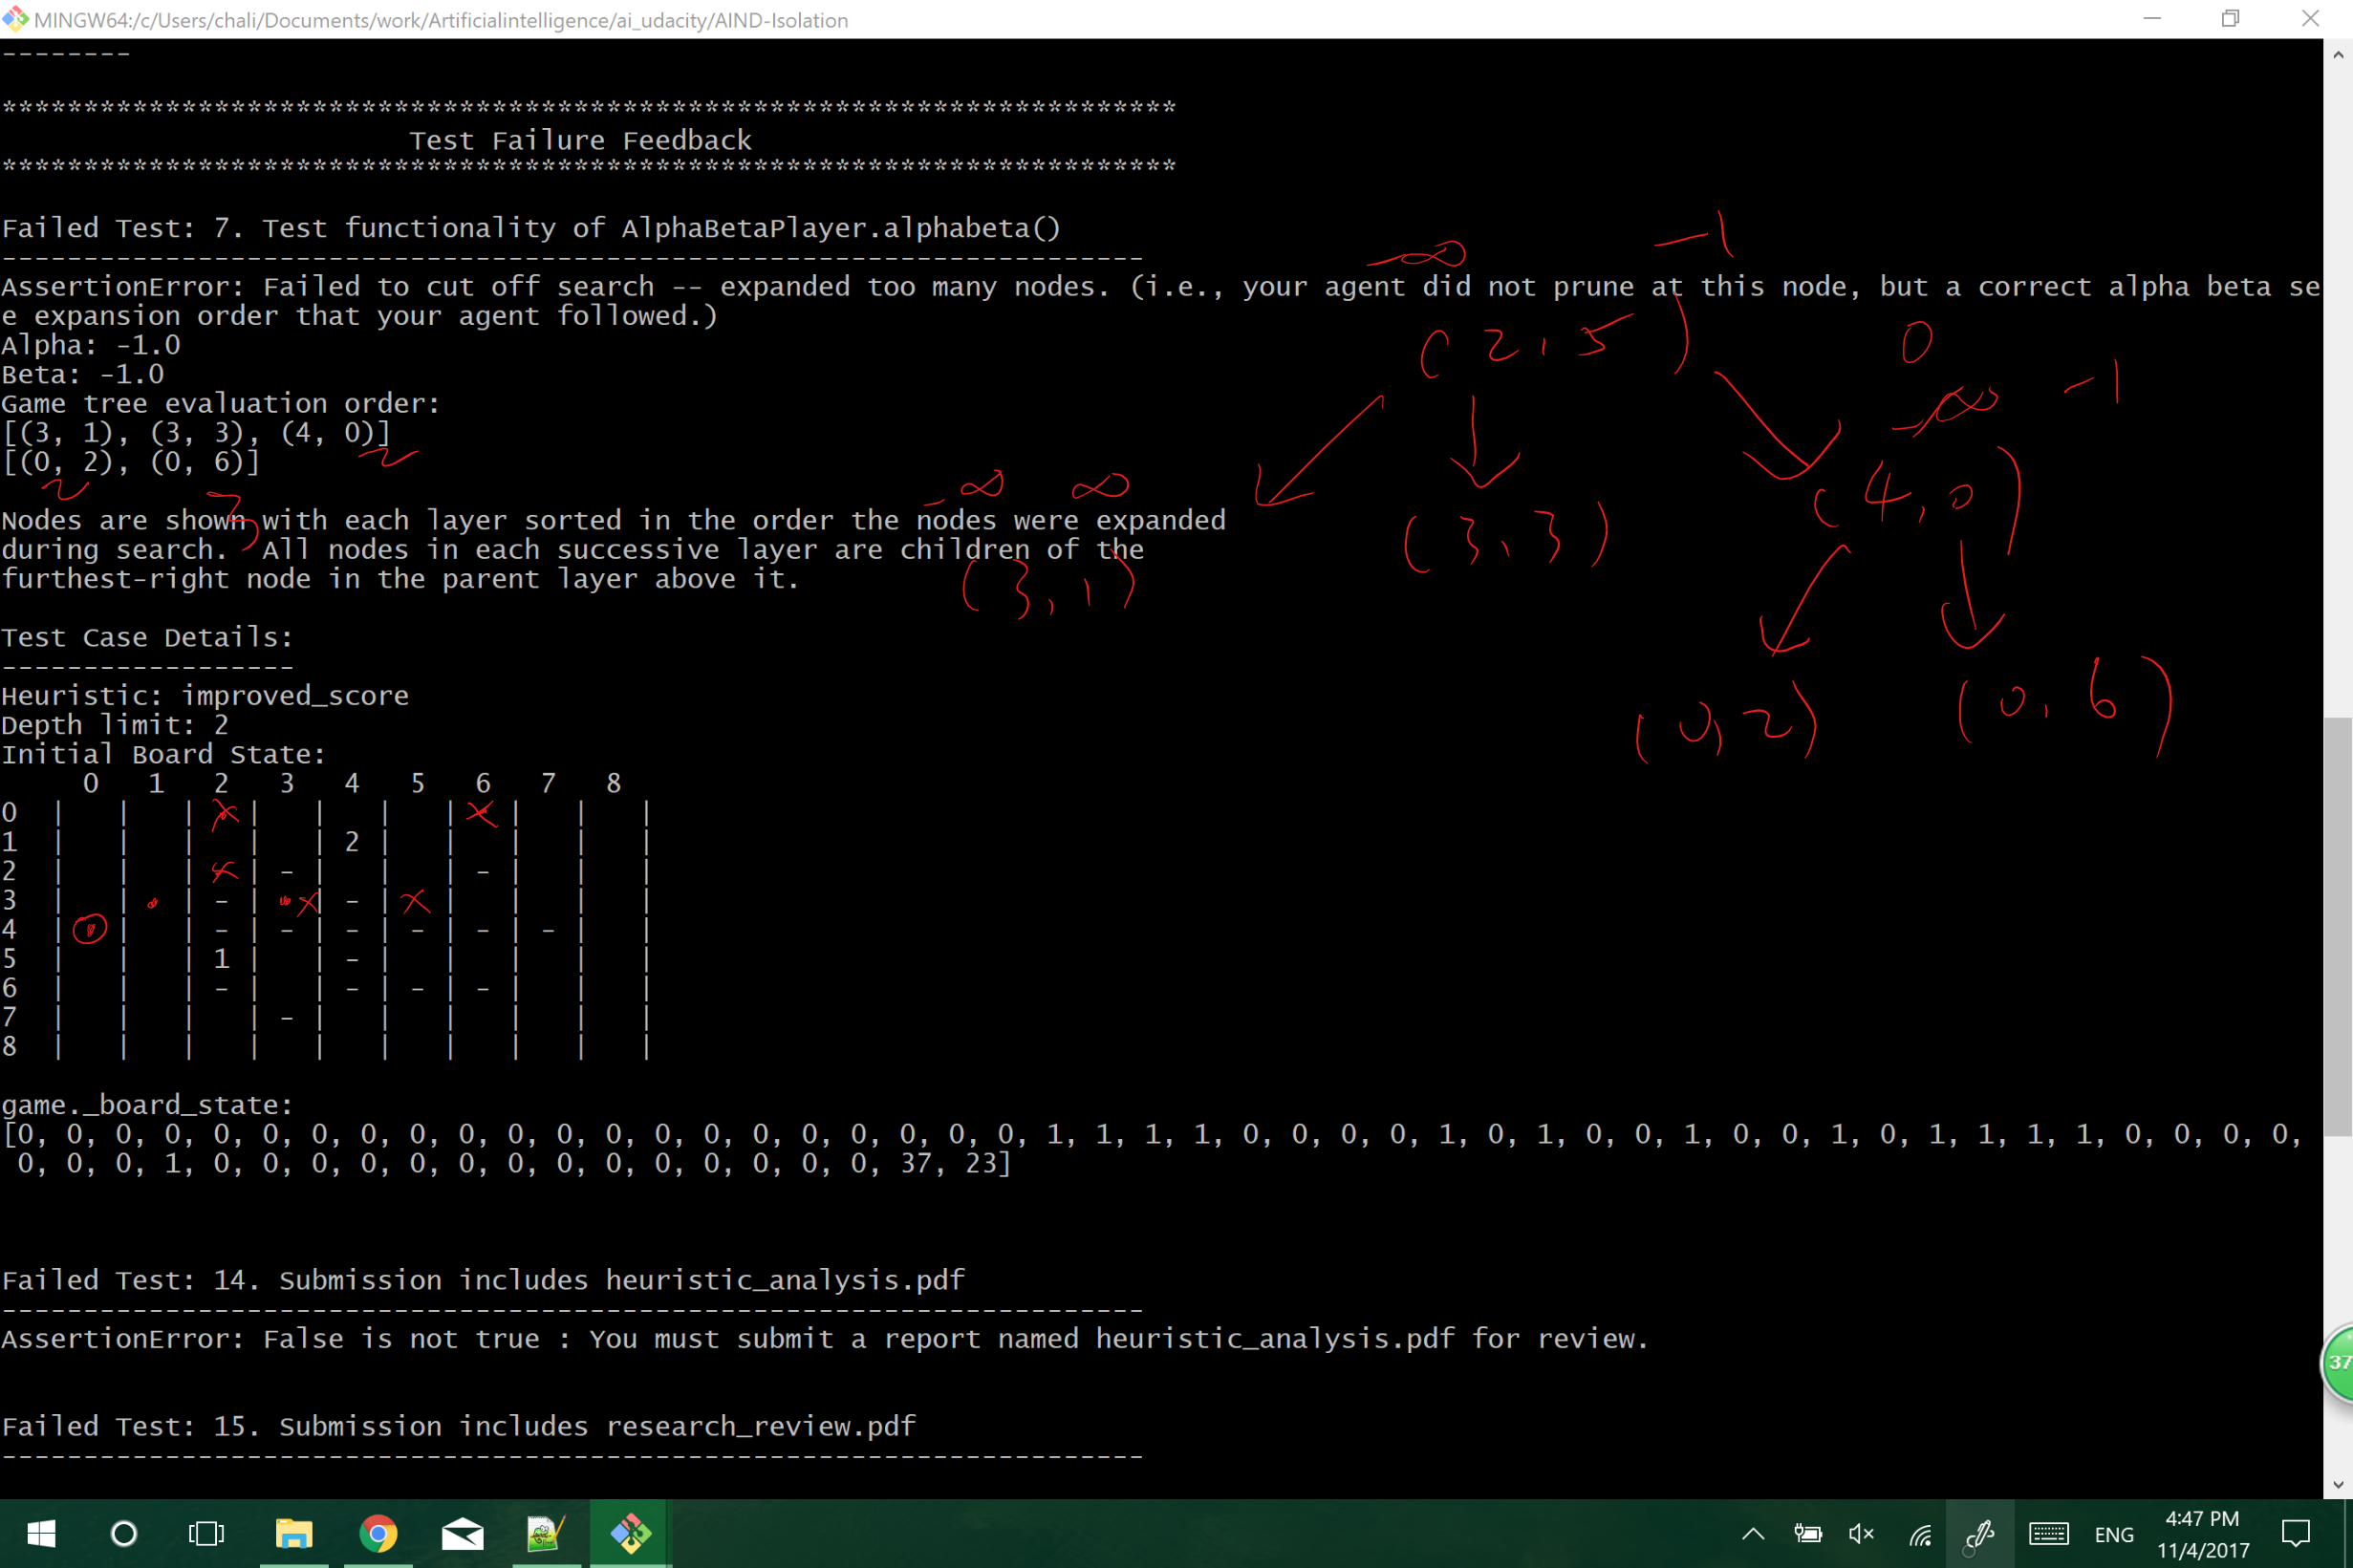 MINGW64:/c/Users/chali/Documents/work/Artificialintelligence/ai_udacity/AIND-Isolation
--------
************************************************************************
Test Failure Feedback
************************************************************************
Failed Test: 7. Test functionality of AlphaBetaPlayer.alphabeta()
----------------------------------------------------------------------
-∞ -1
AssertionError: Failed to cut off search -- expanded too many nodes. (i.e., your agent did not prune at this node, but a correct alpha beta se
e expansion order that your agent followed.)
Alpha: -1.0
(2,5) 0
Beta: -1.0
-∞ -1
Game tree evaluation order:
[(3, 1), (3, 3), (4, 0)]
[(0, 2), (0, 6)]
-∞ ∞ (4,0)
Nodes are shown with each layer sorted in the order the nodes were expanded
(3,3)
during search.  All nodes in each successive layer are children of the
furthest-right node in the parent layer above it.
(3,1)
Test Case Details:
------------------
Heuristic: improved_score
Depth limit: 2
(0,2) (0,6)
Initial Board State:
     0   1   2   3   4   5   6   7   8
0  |   |   | x |   |   |   | x |   |   |
1  |   |   |   |   | 2 |   |   |   |   |
2  |   |   | x | - |   |   | - |   |   |
3  |   |   | - | x | - | x |   |   |   |
4  |   |   | - | - | - | - | - | - |   |
5  |   |   | 1 |   | - |   |   |   |   |
6  |   |   | - |   | - | - | - |   |   |
7  |   |   |   | - |   |   |   |   |   |
8  |   |   |   |   |   |   |   |   |   |
game._board_state:
[0, 0, 0, 0, 0, 0, 0, 0, 0, 0, 0, 0, 0, 0, 0, 0, 0, 0, 0, 0, 0, 1, 1, 1, 1, 0, 0, 0, 0, 1, 0, 1, 0, 0, 1, 0, 0, 1, 0, 1, 1, 1, 1, 0, 0, 0, 0,
0, 0, 0, 1, 0, 0, 0, 0, 0, 0, 0, 0, 0, 0, 0, 0, 0, 0, 37, 23]
Failed Test: 14. Submission includes heuristic_analysis.pdf
----------------------------------------------------------------------
AssertionError: False is not true : You must submit a report named heuristic_analysis.pdf for review.
37
Failed Test: 15. Submission includes research_review.pdf
----------------------------------------------------------------------
ENG
4:47 PM
11/4/2017